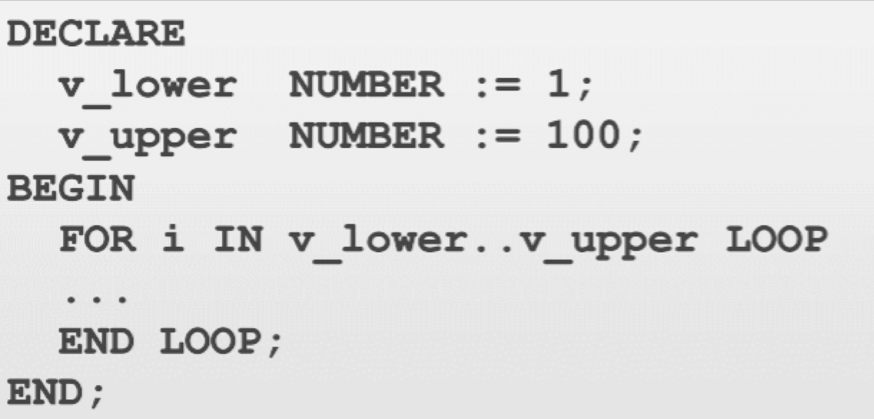 DECLARE
  v_lower  NUMBER := 1;
  v_upper  NUMBER := 100;
BEGIN
  FOR i IN v_lower..v_upper LOOP
  ...
  END LOOP;
END;